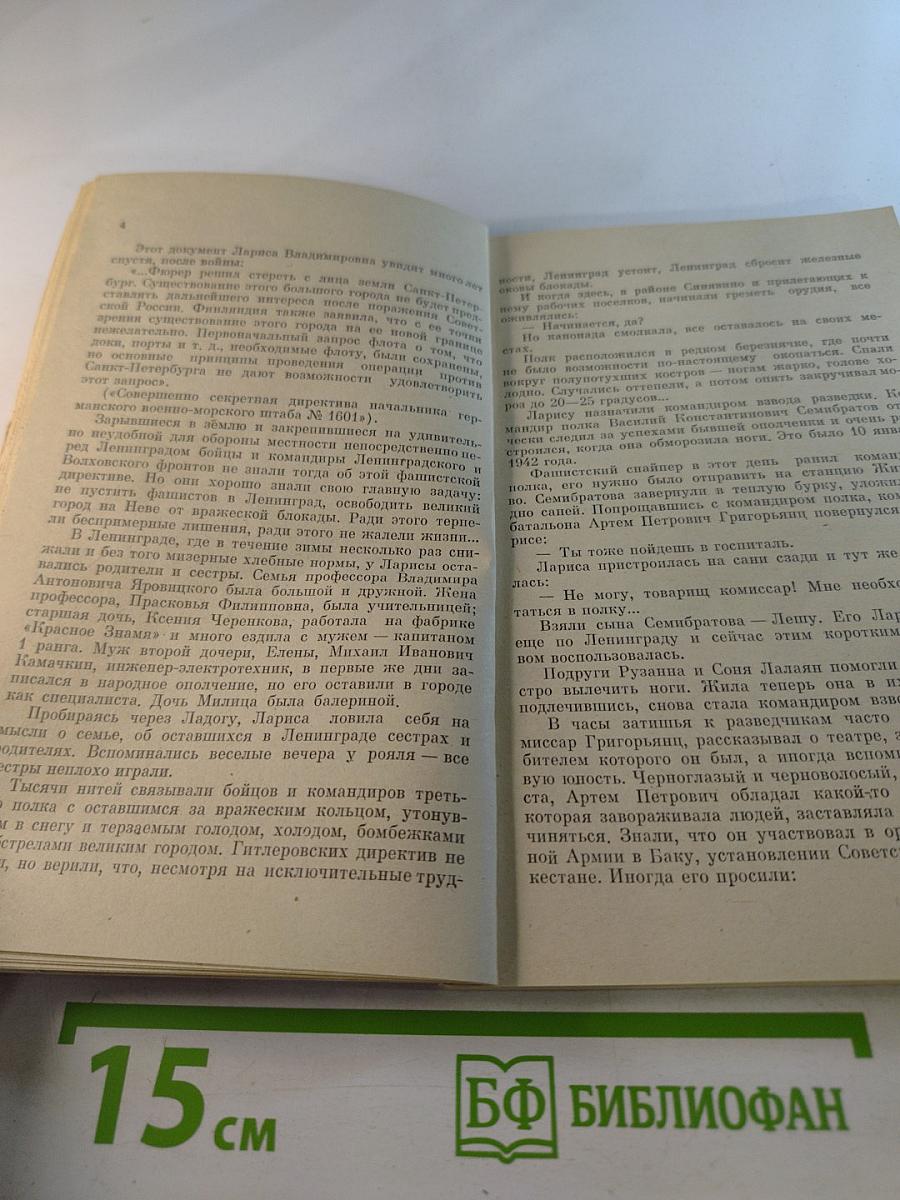 4
Этот документ Лариса Владимировна увидит много лет
спустя, после войны:
«...Фюрер решил стереть с лица земли Санкт-Петер-
бург. Существование этого большого города не будет пред-
ставлять дальнейшего интереса после поражения Совет-
ской России. Финляндия также заявила, что с ее точки
зрения существование этого города на ее новой границе
нежелательно. Первоначальный запрос флота о том, что
доки, порты и т. д., необходимые флоту, были сохранены,
но основные принципы проведения операции против
Санкт-Петербурга не дают возможности удовлетворить
этот запрос».
(«Совершенно секретная директива начальника гер-
манского военно-морского штаба № 1601»).
Зарывшиеся в землю и закрепившиеся на удивитель-
но неудобной для обороны местности непосредственно пе-
ред Ленинградом бойцы и командиры Ленинградского и
Волховского фронтов не знали тогда об этой фашистской
директиве. Но они хорошо знали свою главную задачу:
не пустить фашистов в Ленинград, освободить великий
город на Неве от вражеской блокады. Ради этого терпе-
ли беспримерные лишения, ради этого не жалели жизни...
В Ленинграде, где в течение зимы несколько раз сни-
жали и без того мизерные хлебные нормы, у Ларисы оста-
вались родители и сестры. Семья профессора Владимира
Антоновича Яровицкого была большой и дружной. Жена
профессора, Прасковья Филипповна, была учительницей;
старшая дочь, Ксения Черенкова, работала на фабрике
«Красное Знамя» и много ездила с мужем — капитаном
1 ранга. Муж второй дочери, Елены, Михаил Иванович
Камачкин, инженер-электротехник, в первые же дни за-
писался в народное ополчение, но его оставили в городе
как специалиста. Дочь Милица была балериной.
Пробираясь через Ладогу, Лариса ловила себя на
мысли о семье, об оставшихся в Ленинграде сестрах и
родителях. Вспоминались веселые вечера у рояля — все
сестры неплохо играли.
Тысячи нитей связывали бойцов и командиров треть-
о полка с оставшимся за вражеским кольцом, утонув-
м в снегу и терзаемым голодом, холодом, бомбежками
бстрелами великим городом. Гитлеровских директив не
и, но верили, что, несмотря на исключительные труд-
ности, Ленинград устоит, Ленинград сбросит железные
оковы блокады.
И когда здесь, в районе Синявино и прилегающих к
нему рабочих поселков, начинали греметь орудия, все
оживлялись:
— Начинается, да?
Но канонада смолкала, все оставалось на своих ме-
стах.
Полк расположился в редком березнячке, где почти
не было возможности по-настоящему окопаться. Спали
вокруг полупотухших костров — ногам жарко, голове хо-
лодно. Случались оттепели, а потом опять закручивал мо-
роз до 20—25 градусов...
Ларису назначили командиром взвода разведки. Ко-
мандир полка Василий Константинович Семибратов от
чески следил за успехами бывшей ополченки и очень ра
строился, когда она обморозила ноги. Это было 10 янва
1942 года.
Фашистский снайпер в этот день ранил команд
полка, его нужно было отправить на станцию Жих
во. Семибратова завернули в теплую бурку, уложил
дно саней. Попрощавшись с командиром полка, ком
батальона Артем Петрович Григорьянц повернулся
рисе:
— Ты тоже пойдешь в госпиталь.
Лариса пристроилась на сани сзади и тут же
лась:
— Не могу, товарищ комиссар! Мне необхо
таться в полку...
Взяли сына Семибратова — Лешу. Его Лар
еще по Ленинграду и сейчас этим коротким
вом воспользовалась.
Подруги Рузанна и Соня Лалаян помогли
стро вылечить ноги. Жила теперь она в их
подлечившись, снова стала командиром взво
В часы затишья к разведчикам часто
миссар Григорьянц, рассказывал о театре, з
бителем которого он был, а иногда вспоми
вую юность. Черноглазый и черноволосый,
ста, Артем Петрович обладал какой-то
которая завораживала людей, заставляла
чиняться. Знали, что он участвовал в ор
ной Армии в Баку, установлении Советс
кестане. Иногда его просили:
15 см
БФ БИБЛИОФАН